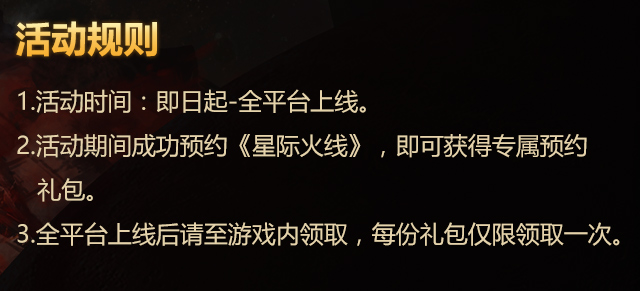 活动规则
1.活动时间：即日起-全平台上线。
2.活动期间成功预约《星际火线》，即可获得专属预约
礼包。
3.全平台上线后请至游戏内领取，每份礼包仅限领取一次。